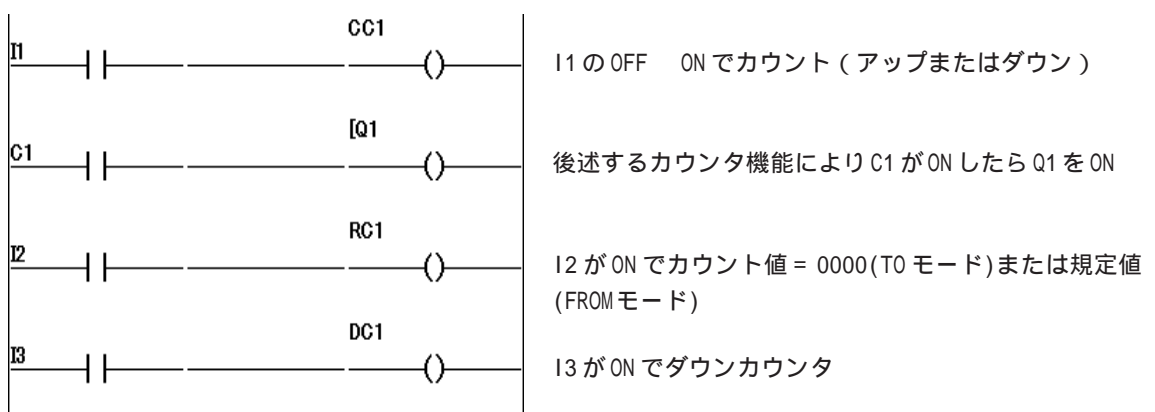 CC1
I1
I1のOFF ONでカウント(アップまたはダウン)
[Q1
C1
後述するカウンタ機能によりC1がONしたらQ1をON
RC1
I2
I2がONでカウント値= 0000(TOモード)または規定値
(FROMモード)
DC1
I3
I3がONでダウンカウンタ